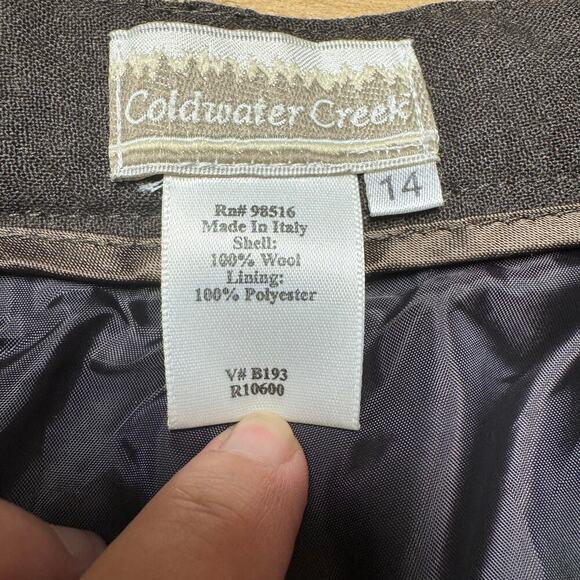 Coldwater Creek
14
Rn# 98516
Made In Italy
Shell:
100% Wool
Lining:
100% Polyester
V# B193
R10600